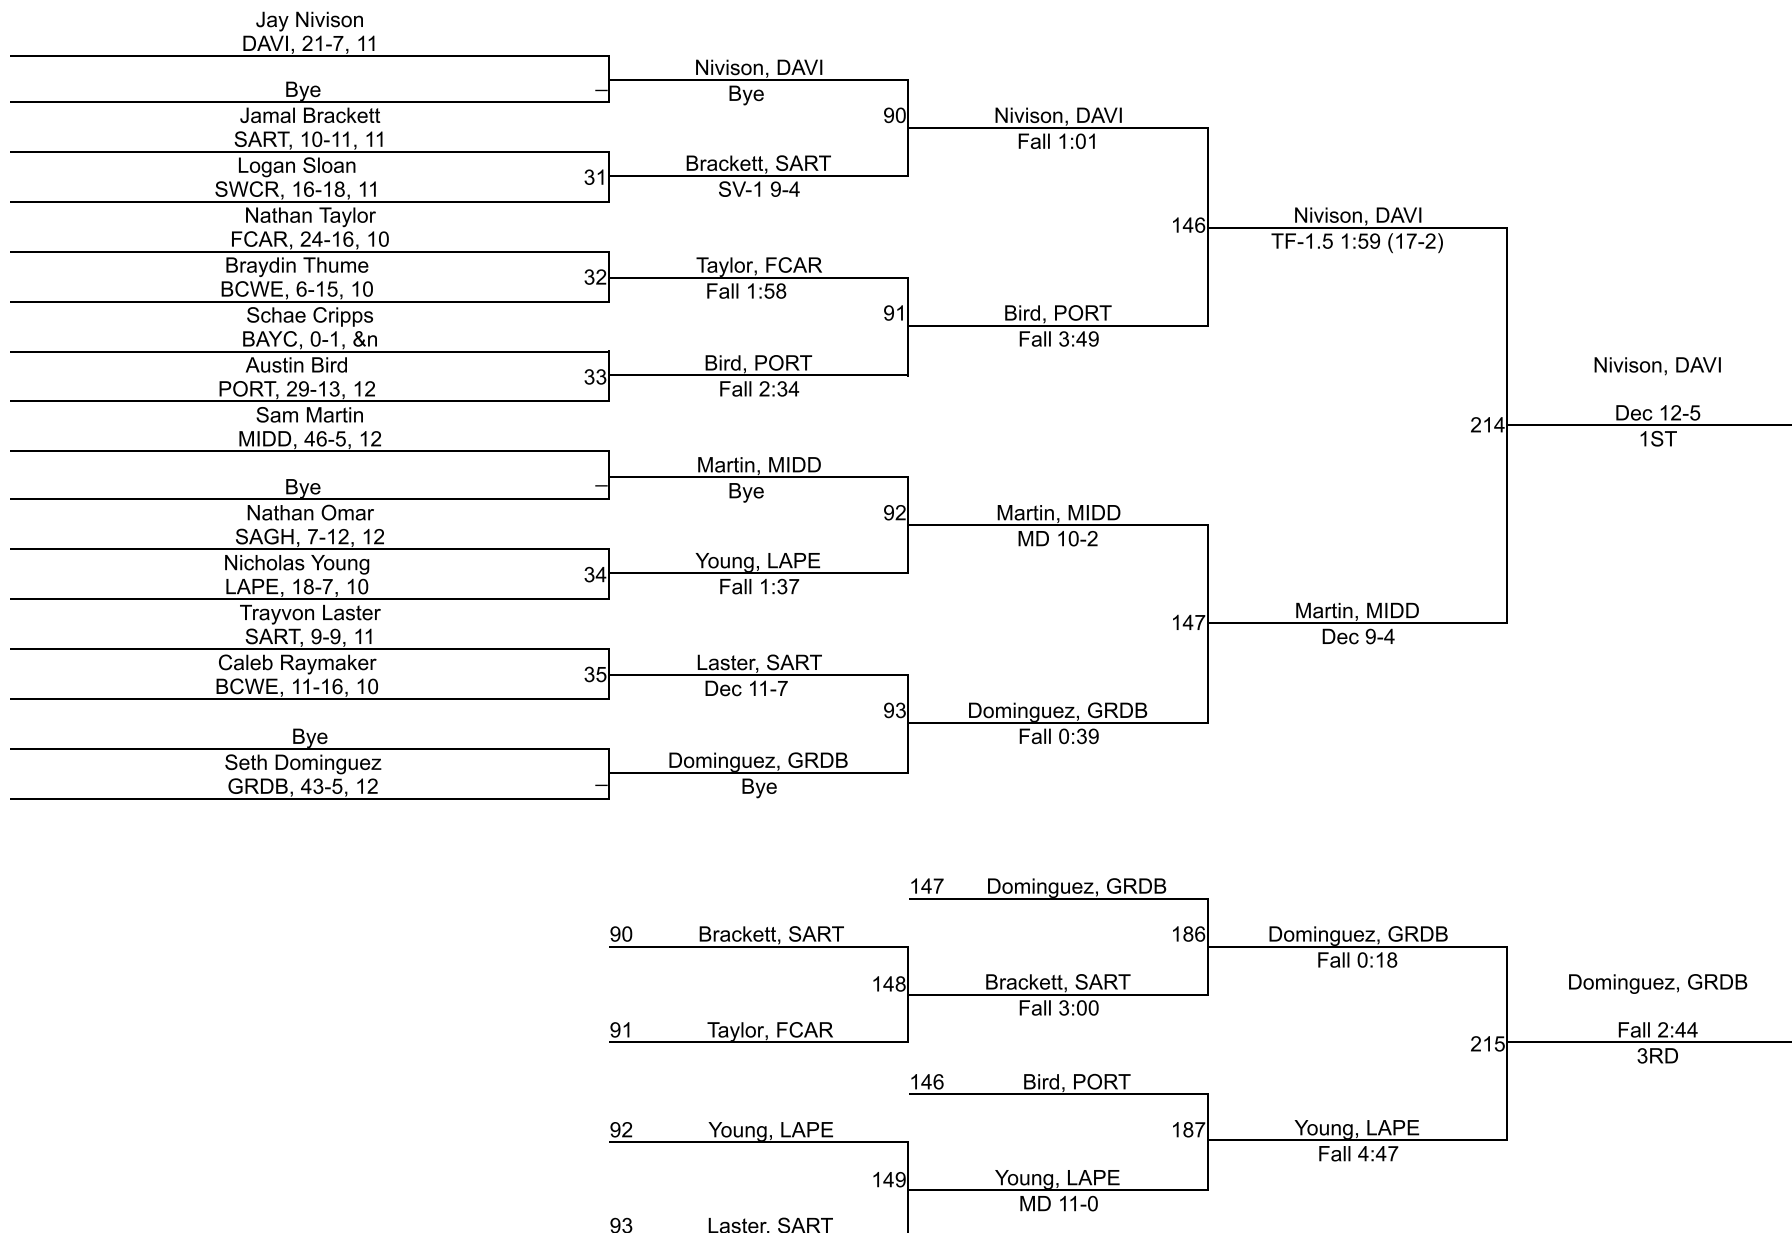 Jay Nivison
DAVI, 21-7, 11
Bye
–
Jamal Brackett
SART, 10-11, 11
Logan Sloan
SWCR, 16-18, 11
31
Nathan Taylor
FCAR, 24-16, 10
Braydin Thume
BCWE, 6-15, 10
32
Schae Cripps
BAYC, 0-1, &n
Austin Bird
PORT, 29-13, 12
33
Sam Martin
MIDD, 46-5, 12
Bye
–
Nathan Omar
SAGH, 7-12, 12
Nicholas Young
LAPE, 18-7, 10
34
Trayvon Laster
SART, 9-9, 11
Caleb Raymaker
BCWE, 11-16, 10
35
Bye
Seth Dominguez
GRDB, 43-5, 12
–
Nivison, DAVI
Bye
90
Brackett, SART
SV-1 9-4
Taylor, FCAR
Fall 1:58
91
Bird, PORT
Fall 2:34
Martin, MIDD
Bye
92
Young, LAPE
Fall 1:37
Laster, SART
Dec 11-7
93
Dominguez, GRDB
Bye
Nivison, DAVI
Fall 1:01
146
Bird, PORT
Fall 3:49
Martin, MIDD
MD 10-2
147
Dominguez, GRDB
Fall 0:39
Nivison, DAVI
TF-1.5 1:59 (17-2)
214
Martin, MIDD
Dec 9-4
Nivison, DAVI
Dec 12-5
1ST
147 Dominguez, GRDB
90 Brackett, SART
148
91 Taylor, FCAR
Brackett, SART
Fall 3:00
186
146 Bird, PORT
92 Young, LAPE
149
93 Laster, SART
Young, LAPE
MD 11-0
187
Dominguez, GRDB
Fall 0:18
215
Young, LAPE
Fall 4:47
Dominguez, GRDB
Fall 2:44
3RD